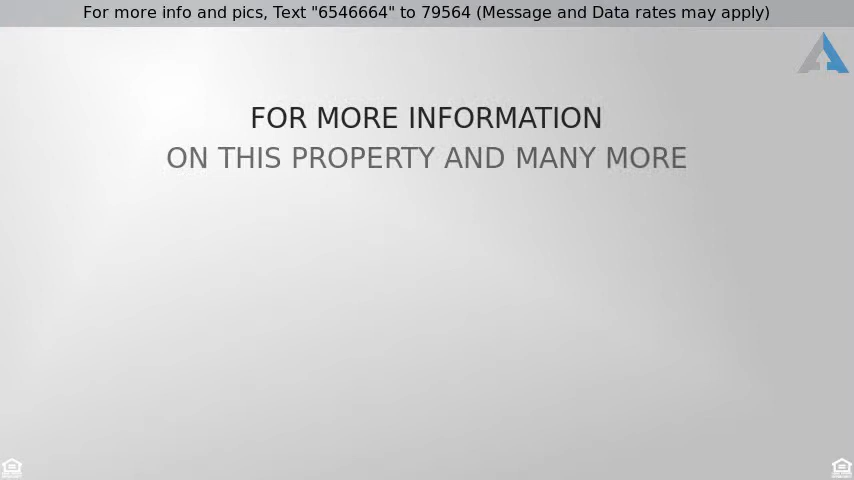 For more info and pics, Text "6546664" to 79564 (Message and Data rates may apply)
FOR MORE INFORMATION
ON THIS PROPERTY AND MANY MORE